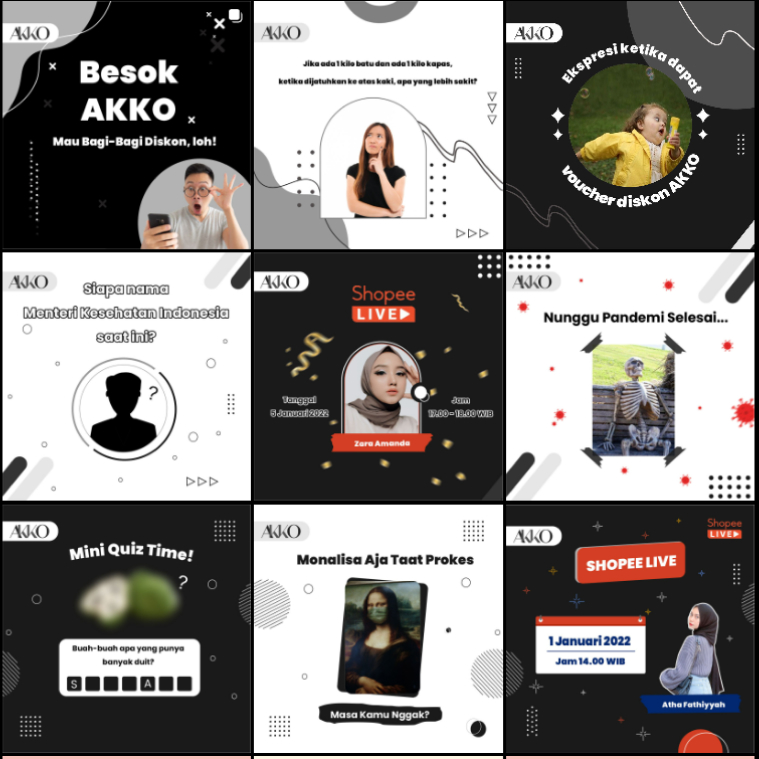 AKKO
Besok
AKKO
Mau Bagi-Bagi Diskon, loh!
AKKO
Jika ada 1 kilo batu dan ada 1 kilo kapas,
ketika dijatuhkan ke atas kaki, apa yang lebih sakit?
AKKO
Ekspresi ketika dapat
voucher diskon AKKO
AKKO
Siapa nama
Menteri Kesehatan Indonesia
saat ini?
?
AKKO
Shopee
LIVE
Tanggal
5 Januari 2022
Jam
17.00 - 18.00 WIB
Zara Amanda
AKKO
Nunggu Pandemi Selesai...
AKKO
Mini Quiz Time!
?
Buah-buah apa yang punya
banyak duit?
S A
AKKO
Monalisa Aja Taat Prokes
Masa Kamu Nggak?
AKKO
Shopee
LIVE
SHOPEE LIVE
1 Januari 2022
Jam 14.00 WIB
Atha Fathiyyah